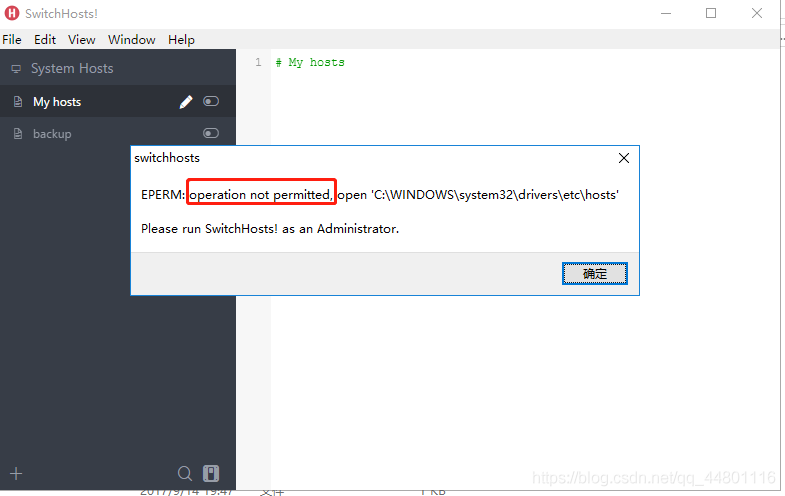 SwitchHosts!
File Edit View Window Help
System Hosts
My hosts
backup
1 # My hosts
switchhosts
EPERM: operation not permitted, open 'C:\WINDOWS\system32\drivers\etc\hosts'
Please run SwitchHosts! as an Administrator.
确定
https://blog.csdn.net/qq_44801116
2017/9/14 19:47 文件 1 KB